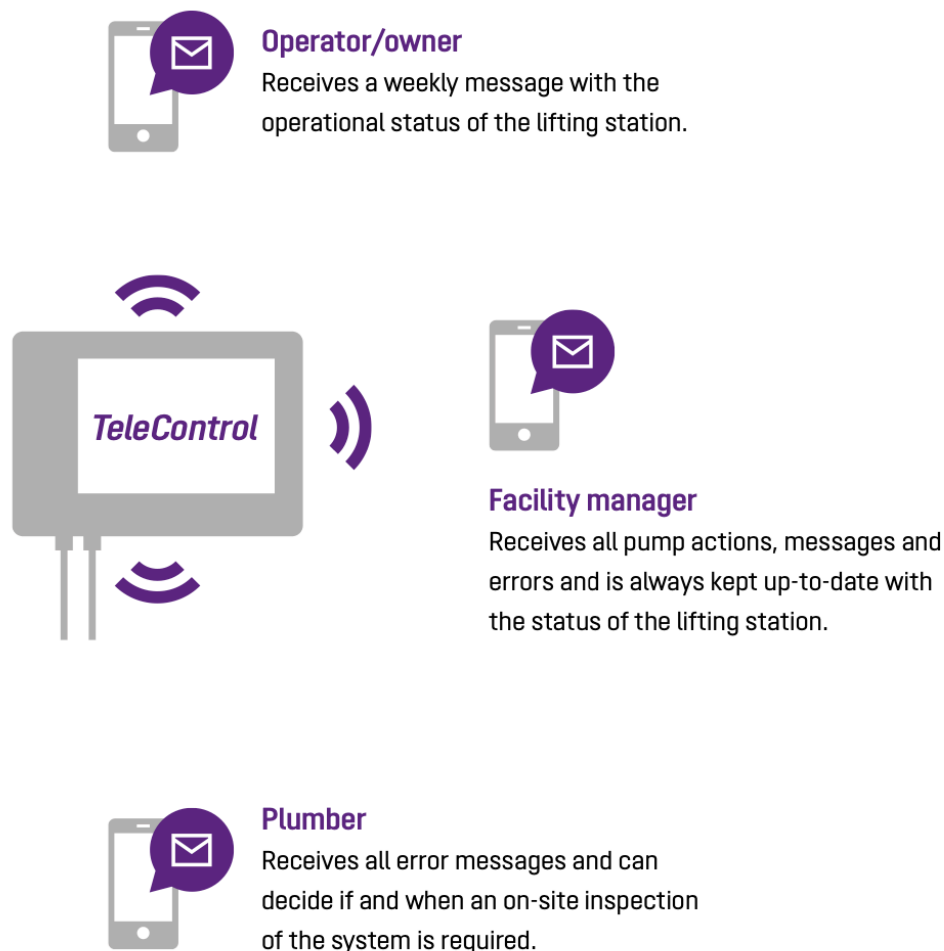 Operator/owner
Receives a weekly message with the
operational status of the lifting station.
TeleControl
Facility manager
Receives all pump actions, messages and
errors and is always kept up-to-date with
the status of the lifting station.
Plumber
Receives all error messages and can
decide if and when an on-site inspection
of the system is required.